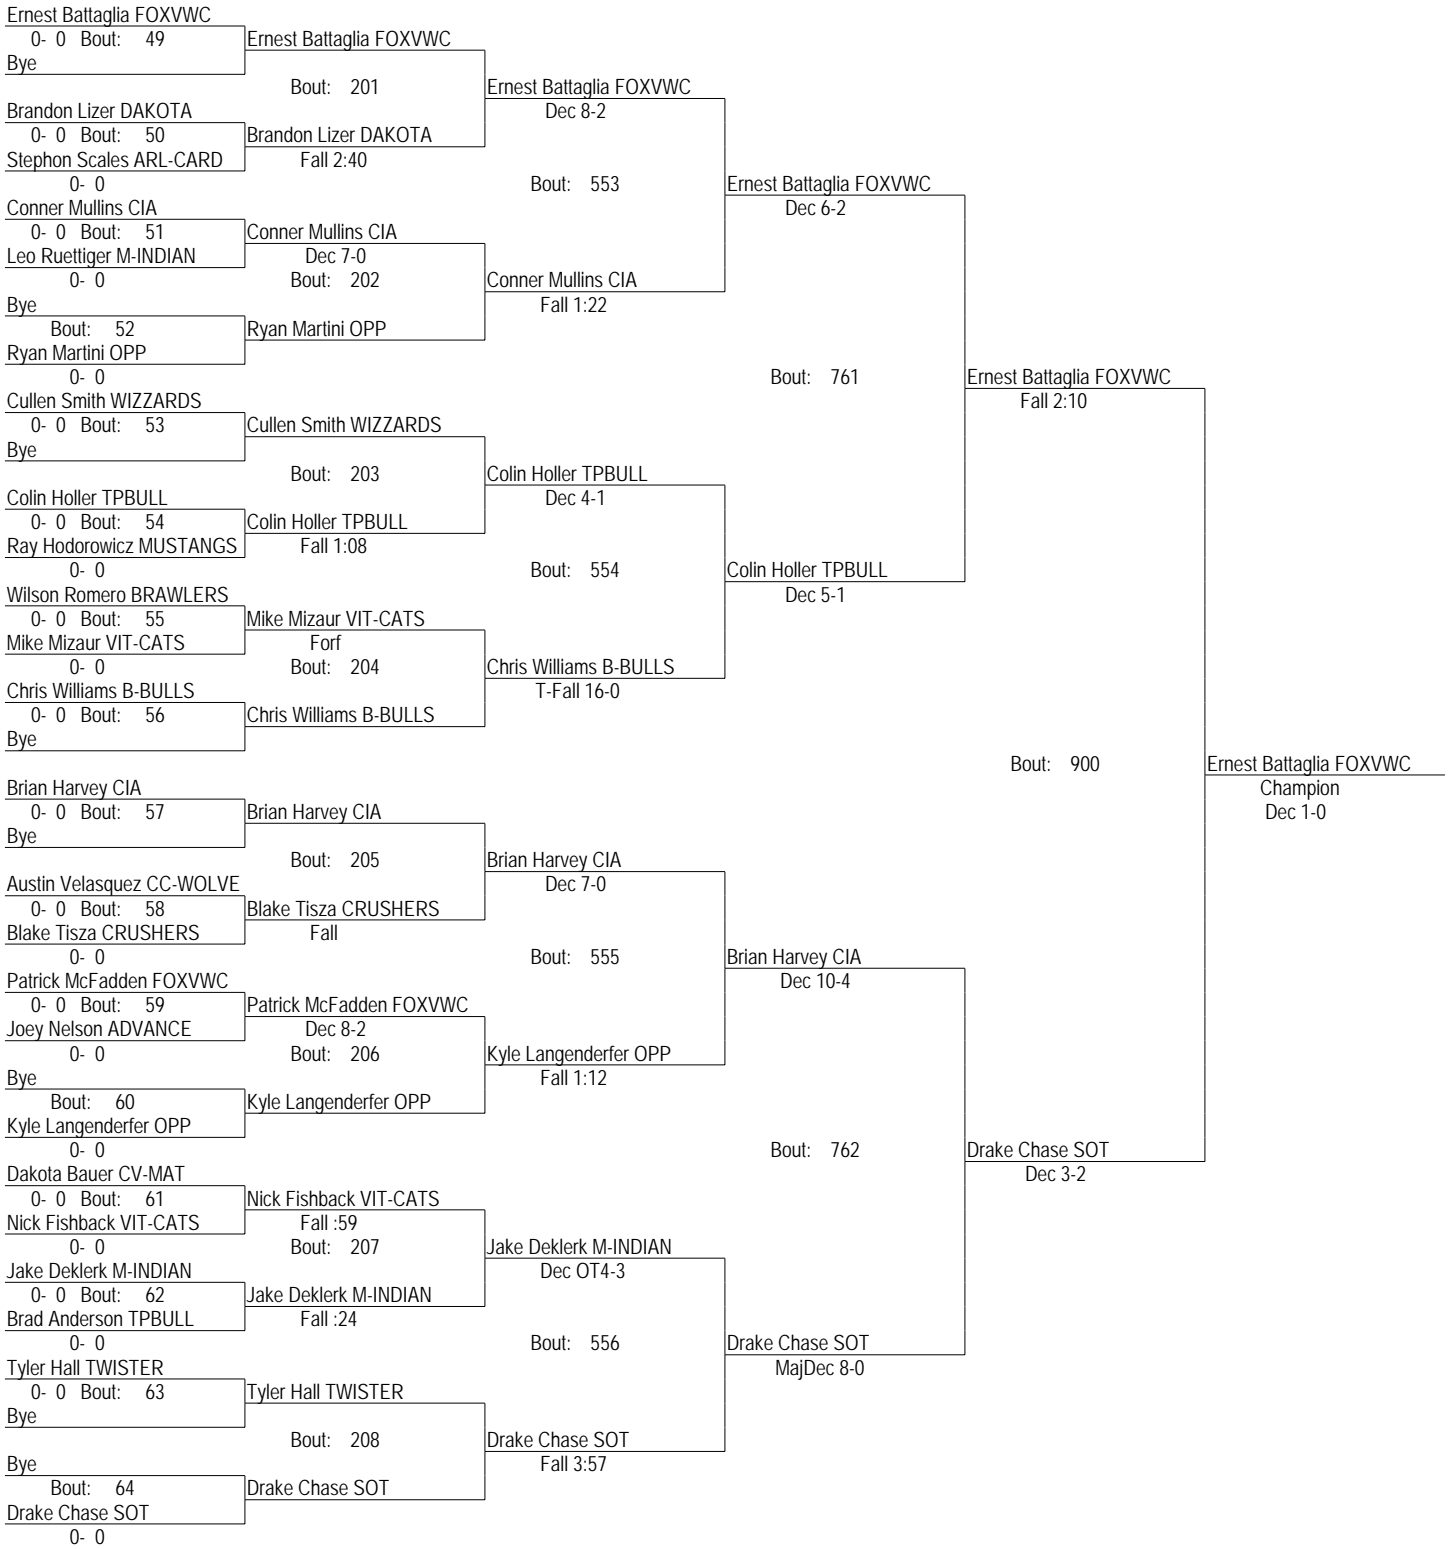 Ernest Battaglia FOXVWC
0- 0 Bout: 49
Bye
Brandon Lizer DAKOTA
0- 0 Bout: 50
Stephon Scales ARL-CARD
0- 0
Conner Mullins CIA
0- 0 Bout: 51
Leo Ruettiger M-INDIAN
0- 0
Bye
Bout: 52
Ryan Martini OPP
0- 0
Cullen Smith WIZZARDS
0- 0 Bout: 53
Bye
Colin Holler TPBULL
0- 0 Bout: 54
Ray Hodorowicz MUSTANGS
0- 0
Wilson Romero BRAWLERS
0- 0 Bout: 55
Mike Mizaur VIT-CATS
0- 0
Chris Williams B-BULLS
0- 0 Bout: 56
Bye
Brian Harvey CIA
0- 0 Bout: 57
Bye
Austin Velasquez CC-WOLVE
0- 0 Bout: 58
Blake Tisza CRUSHERS
0- 0
Patrick McFadden FOXVWC
0- 0 Bout: 59
Joey Nelson ADVANCE
0- 0
Bye
Bout: 60
Kyle Langenderfer OPP
0- 0
Dakota Bauer CV-MAT
0- 0 Bout: 61
Nick Fishback VIT-CATS
0- 0
Jake Deklerk M-INDIAN
0- 0 Bout: 62
Brad Anderson TPBULL
0- 0
Tyler Hall TWISTER
0- 0 Bout: 63
Bye
Bye
Bout: 64
Drake Chase SOT
0- 0
Ernest Battaglia FOXVWC
Bout: 201
Brandon Lizer DAKOTA
Fall 2:40
Conner Mullins CIA
Dec 7-0
Bout: 202
Ryan Martini OPP
Cullen Smith WIZZARDS
Bout: 203
Colin Holler TPBULL
Fall 1:08
Mike Mizaur VIT-CATS
Forf
Bout: 204
Chris Williams B-BULLS
Brian Harvey CIA
Bout: 205
Blake Tisza CRUSHERS
Fall
Patrick McFadden FOXVWC
Dec 8-2
Bout: 206
Kyle Langenderfer OPP
Nick Fishback VIT-CATS
Fall :59
Bout: 207
Jake Deklerk M-INDIAN
Fall :24
Tyler Hall TWISTER
Bout: 208
Drake Chase SOT
Ernest Battaglia FOXVWC
Dec 8-2
Bout: 553
Conner Mullins CIA
Fall 1:22
Colin Holler TPBULL
Dec 4-1
Bout: 554
Chris Williams B-BULLS
T-Fall 16-0
Brian Harvey CIA
Dec 7-0
Bout: 555
Kyle Langenderfer OPP
Fall 1:12
Jake Deklerk M-INDIAN
Dec OT4-3
Bout: 556
Drake Chase SOT
Fall 3:57
Ernest Battaglia FOXVWC
Dec 6-2
Bout: 761
Colin Holler TPBULL
Dec 5-1
Brian Harvey CIA
Dec 10-4
Bout: 762
Drake Chase SOT
MajDec 8-0
Ernest Battaglia FOXVWC
Fall 2:10
Bout: 900
Drake Chase SOT
Dec 3-2
Ernest Battaglia FOXVWC
Champion
Dec 1-0